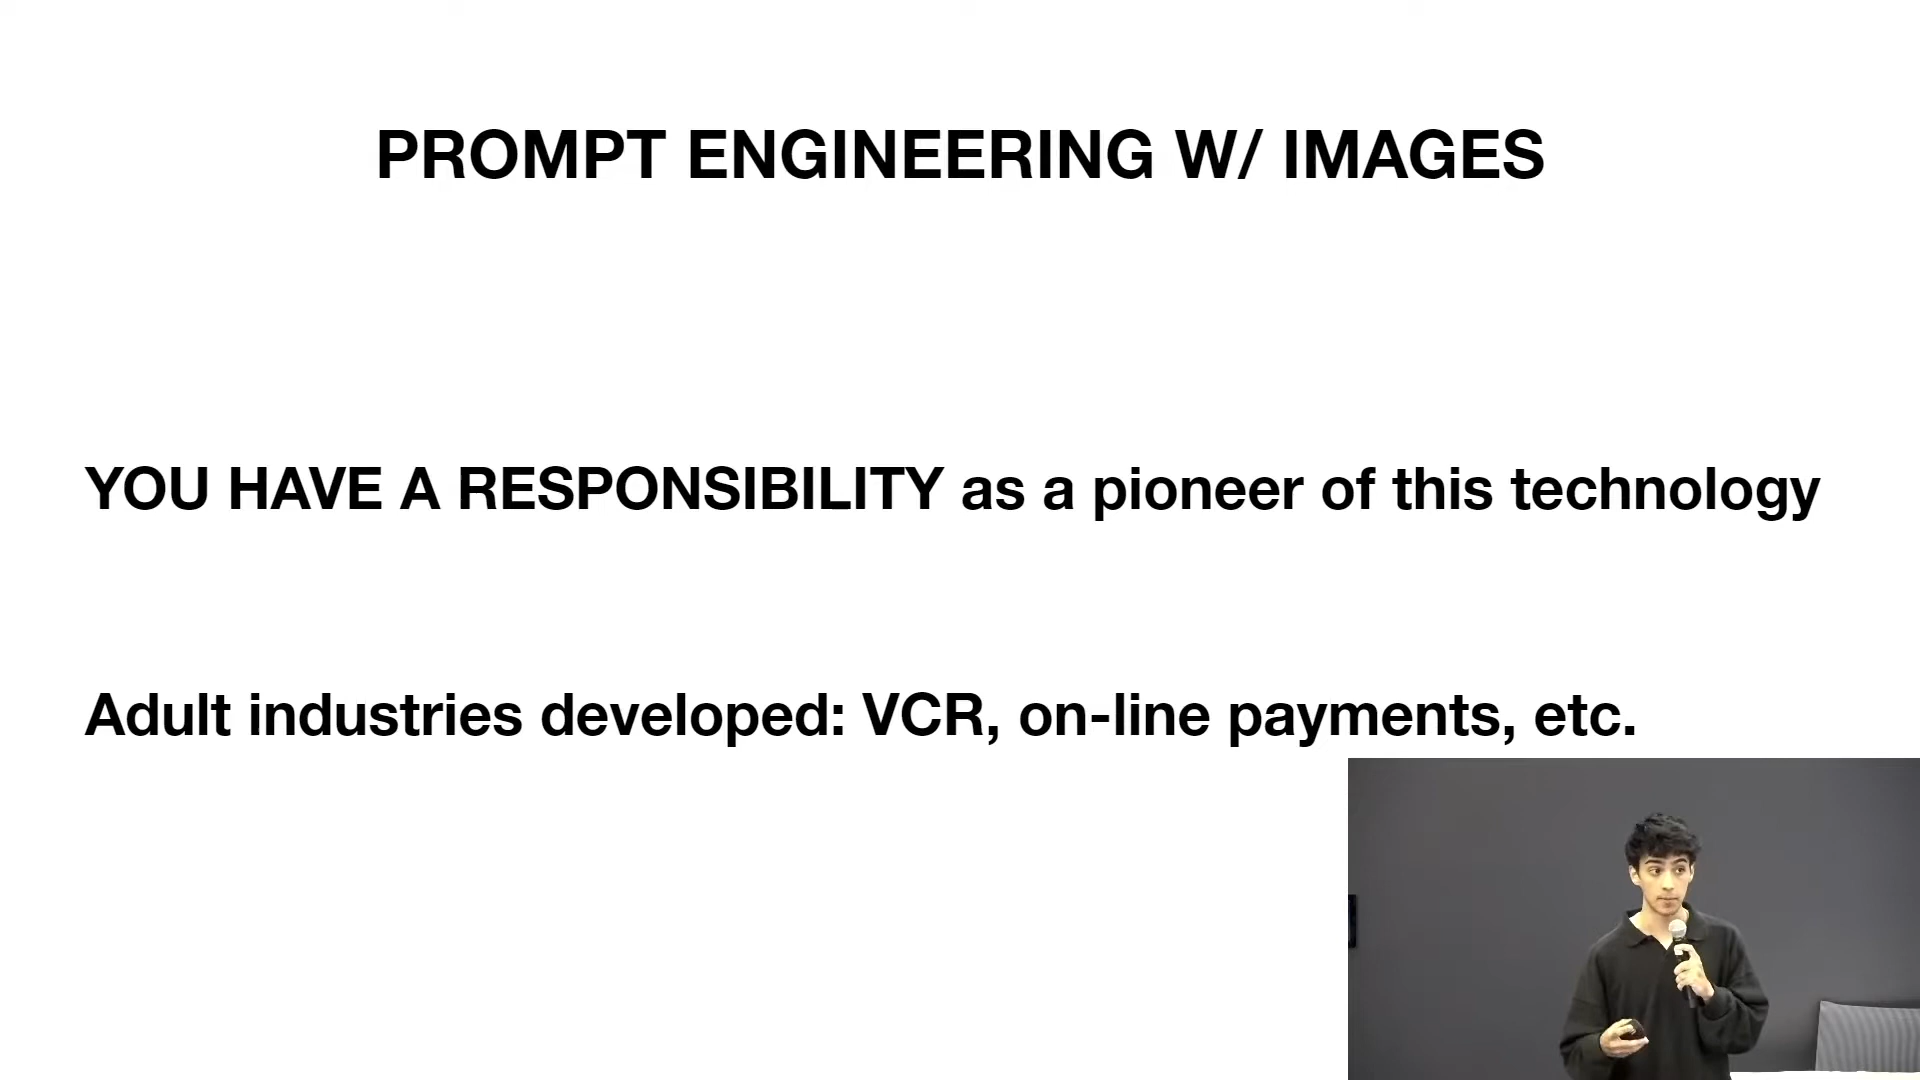 PROMPT ENGINEERING W/ IMAGES
YOU HAVE A RESPONSIBILITY as a pioneer of this technology
Adult industries developed: VCR, on-line payments, etc.